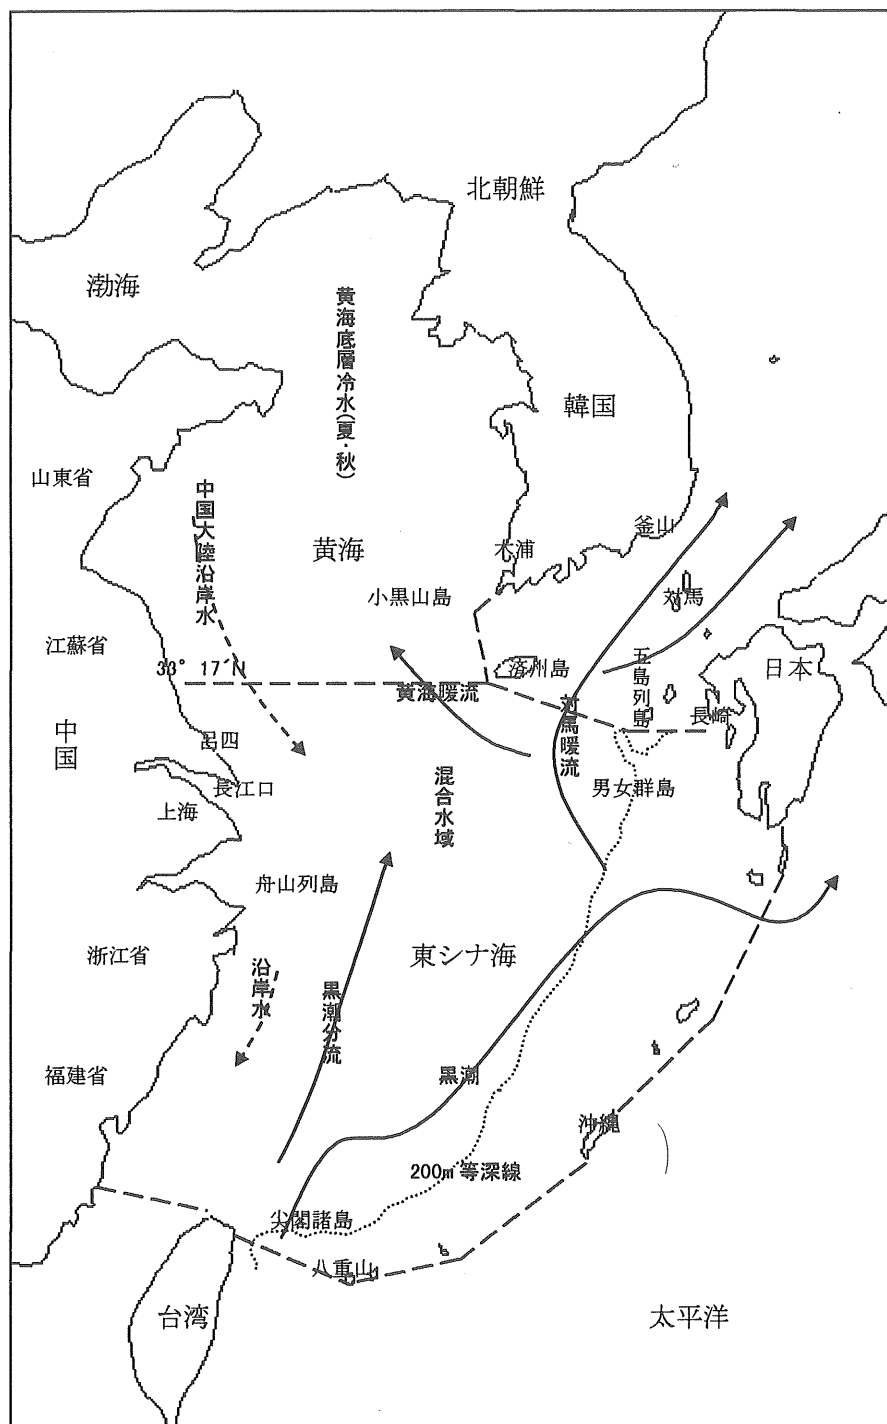 北朝鮮
渤海
黄海底層冷水(夏・秋)
韓国
山東省
中国大陸沿岸水
釜山
黄海
木浦
対馬
小黒山島
江蘇省
33° 17′N
済州島
五島列島
日本
黄海暖流
対馬暖流
長崎
中国
呂四
長江口
男女群島
混合水域
上海
舟山列島
浙江省
東シナ海
沿岸水
黒潮分流
福建省
黒潮
沖縄
200m 等深線
尖閣諸島
八重山
台湾
太平洋